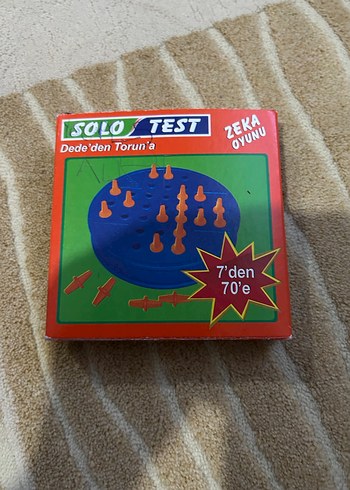 SOLO TEST
Dede'den Torun'a
ZEKA
OYUNU
7'den
70'e